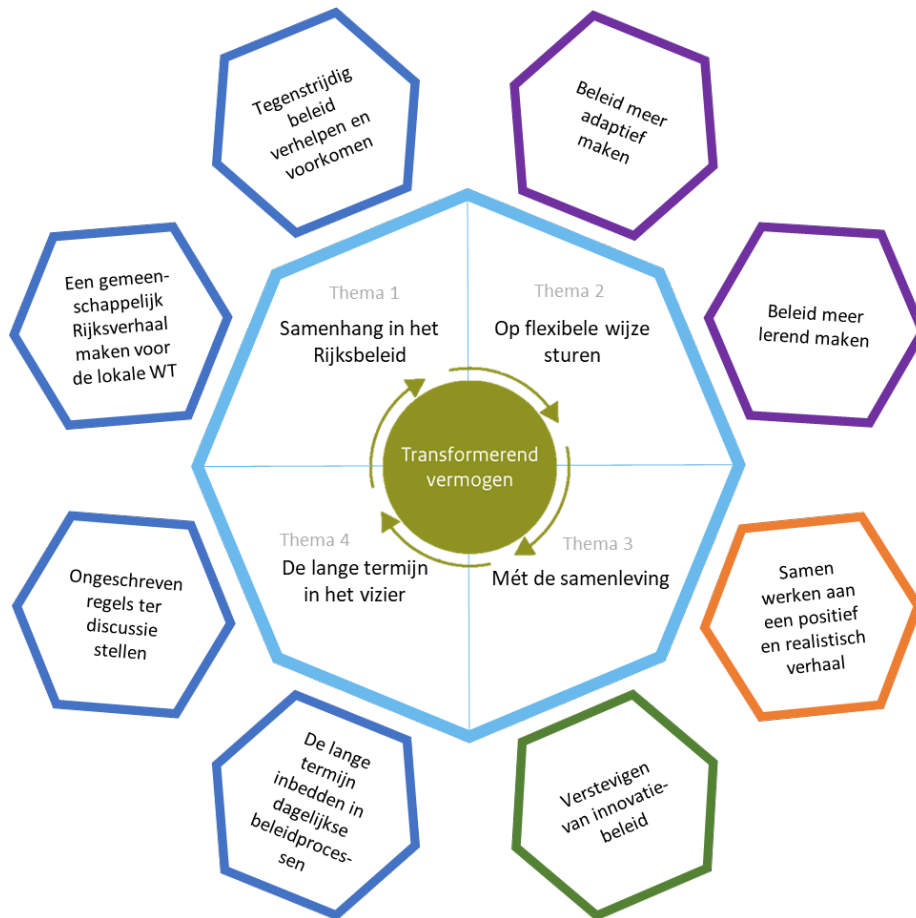 Tegenstrijdig
beleid
verhelpen en
voorkomen
Beleid meer
adaptief
maken
Een gemeen-
schappelijk
Rijksverhaal
maken voor
de lokale WT
Beleid meer
lerend maken
Thema 1
Samenhang in het
Rijksbeleid
Thema 2
Op flexibele wijze
sturen
Transformerend
vermogen
Thema 4
De lange termijn
in het vizier
Thema 3
Mét de samenleving
Ongeschreven
regels ter
discussie
stellen
Samen
werken aan
een positief
en realistisch
verhaal
De lange
termijn
inbedden in
dagelijkse
beleidproces-
sen
Verstevigen
van innovatie-
beleid